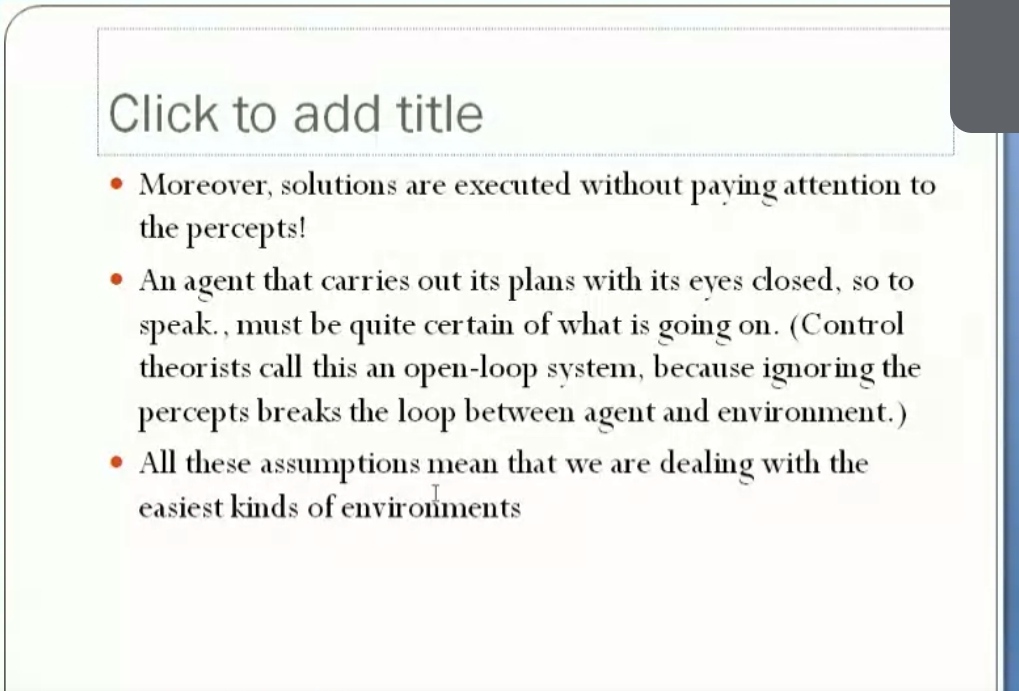 Click to add title
• Moreover, solutions are executed without paying attention to
the percepts!
• An agent that carries out its plans with its eyes closed, so to
speak., must be quite certain of what is going on. (Control
theorists call this an open-loop system, because ignoring the
percepts breaks the loop between agent and environment.)
• All these assumptions mean that we are dealing with the
easiest kinds of environments